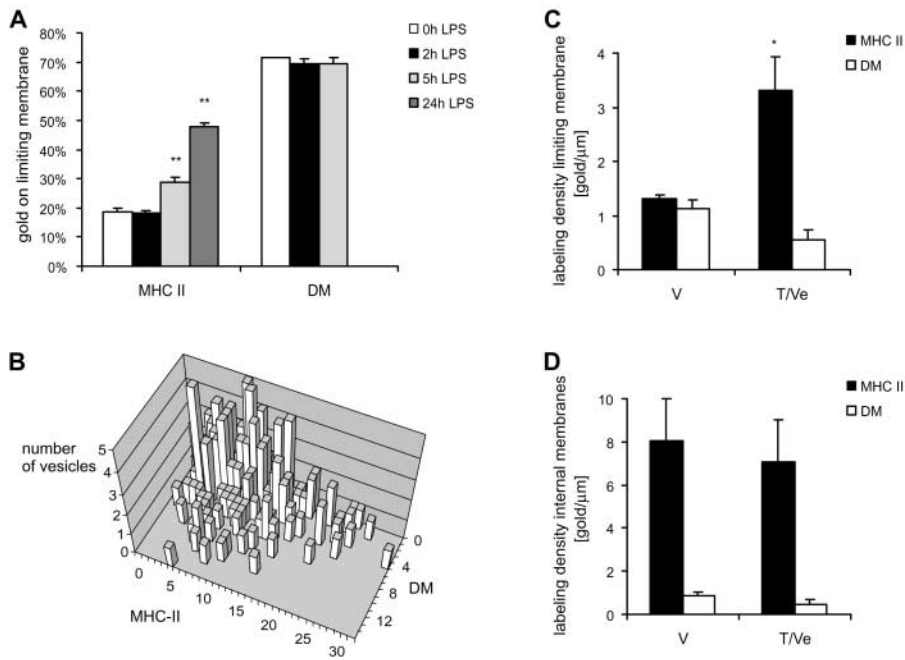 A
80%
70%
60%
50%
40%
30%
20%
10%
0%
gold on limiting membrane
**
**
MHC II
DM
0h LPS
2h LPS
5h LPS
24h LPS
B
number
of vesicles
5
4
3
2
1
0
0
5
10
15
20
25
30
MHC-II
0
4
8
12
DM
C
labeling density limiting membrane
[gold/µm]
4
3
2
1
0
*
V
T/Ve
MHC II
DM
D
labeling density internal membranes
[gold/µm]
10
8
6
4
2
0
V
T/Ve
MHC II
DM